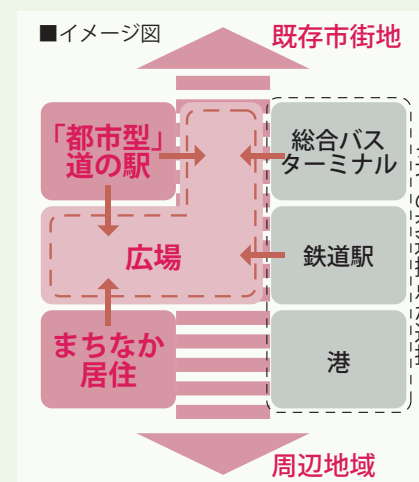 ■イメージ図
既存市街地
「都市型」
道の駅
総合バス
ターミナル
広場
鉄道駅
まちなか
居住
港
周辺地域